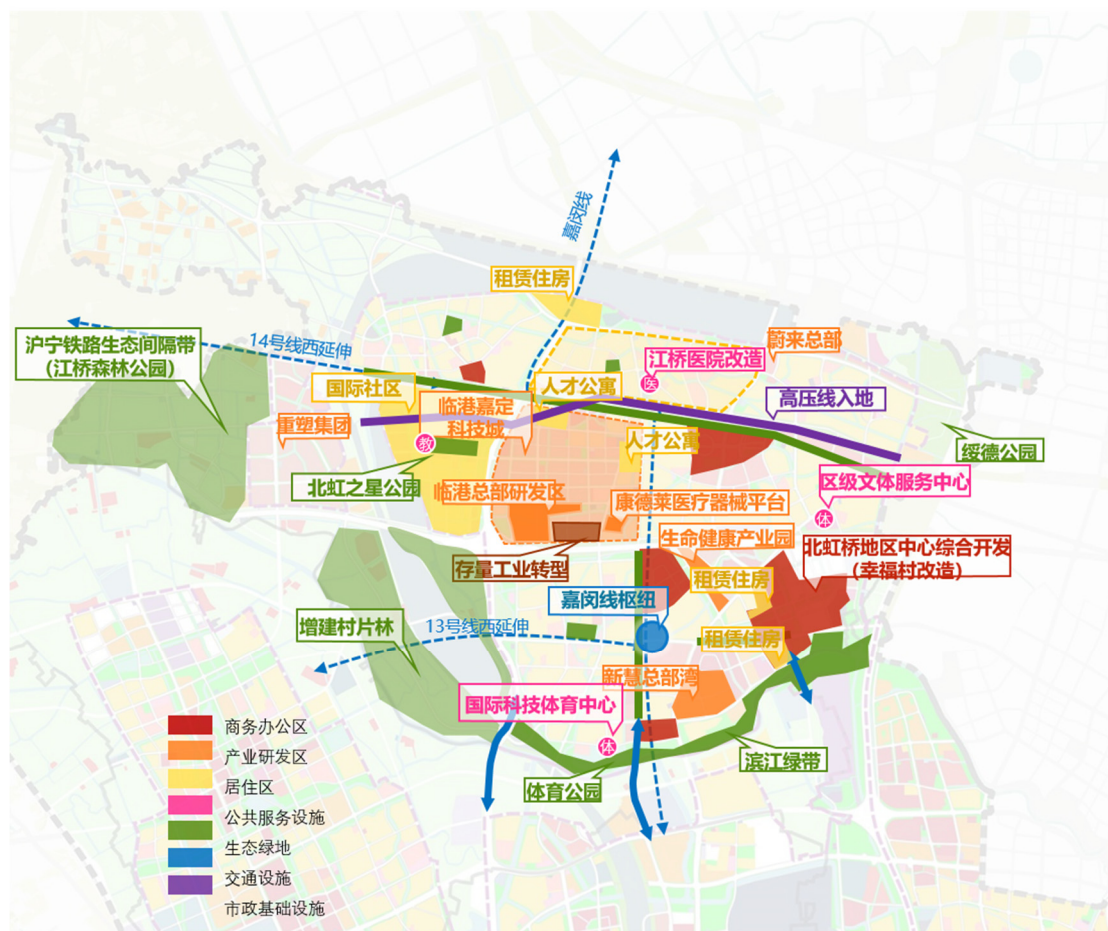 嘉闵线
租赁住房
14号线西延伸
沪宁铁路生态间隔带
(江桥森林公园)
蔚来总部
江桥医院改造
医
国际社区
人才公寓
高压线入地
临港嘉定
科技城
重塑集团
教
人才公寓
绥德公园
北虹之星公园
临港总部研发区
康德莱医疗器械平台
区级文体服务中心
体
生命健康产业园
北虹桥地区中心综合开发
(幸福村改造)
存量工业转型
租赁住房
嘉闵线枢纽
增建村片林
13号线西延伸
租赁住房
新慧总部湾
国际科技体育中心
体
滨江绿带
体育公园
商务办公区
产业研发区
居住区
公共服务设施
生态绿地
交通设施
市政基础设施